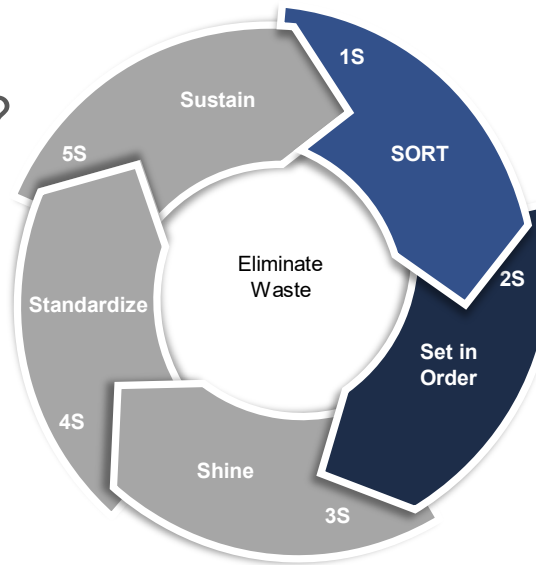 1S
SORT
2S
Set in
Order
3S
Shine
4S
Standardize
5S
Sustain
Eliminate
Waste